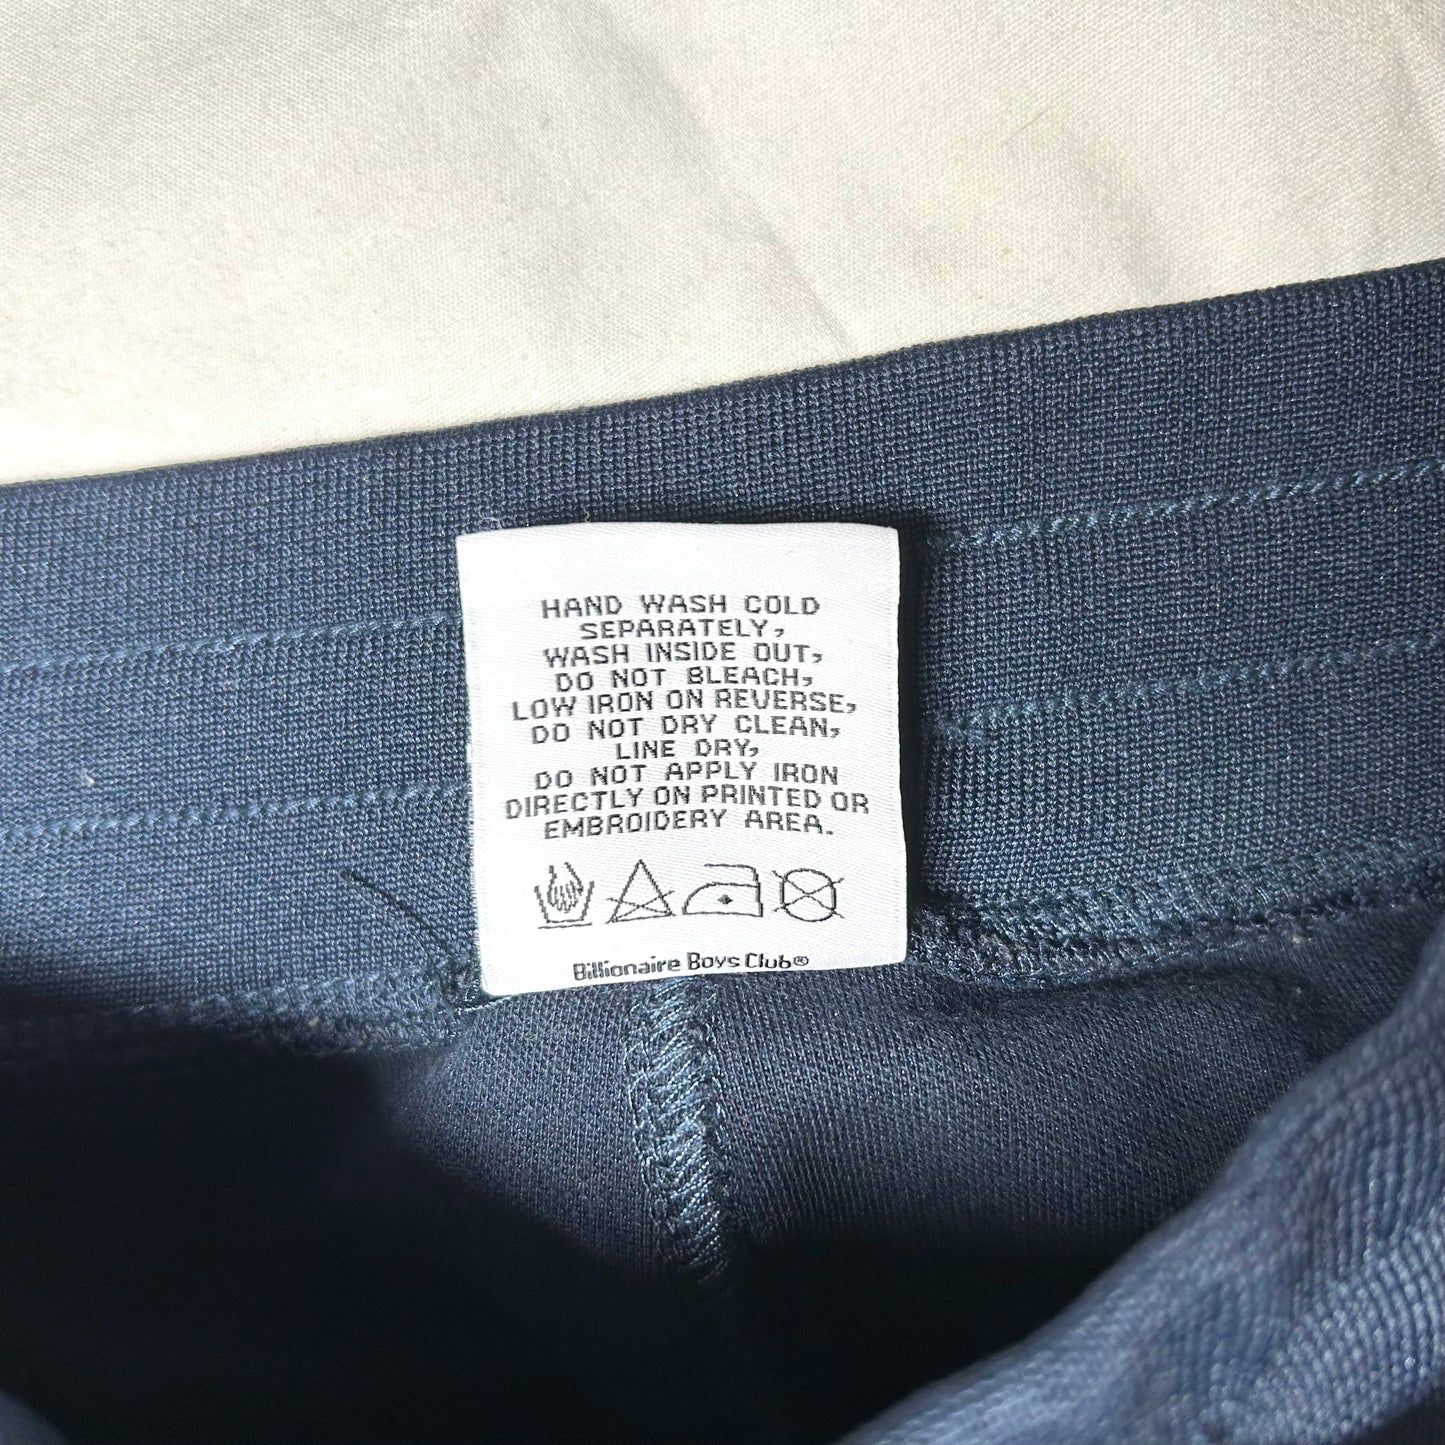 HAND WASH COLD
SEPARATELY,
WASH INSIDE OUT,
DO NOT BLEACH,
LOW IRON ON REVERSE,
DO NOT DRY CLEAN,
LINE DRY,
DO NOT APPLY IRON
DIRECTLY ON PRINTED OR
EMBROIDERY AREA.
Billionaire Boys Club®